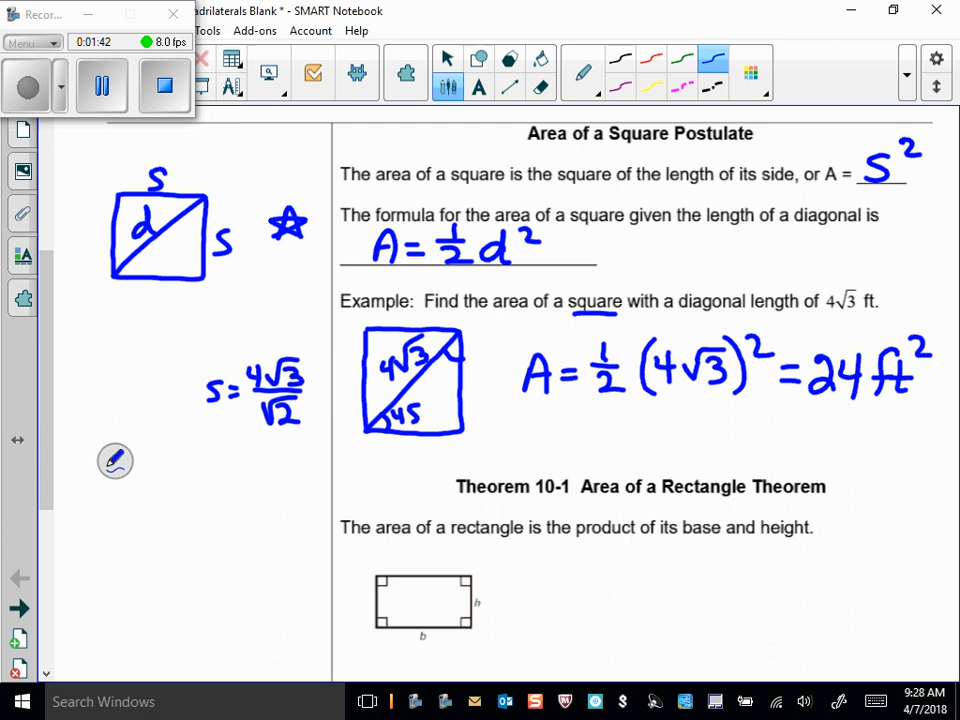 Recor...
adrilaterals Blank * - SMART Notebook
Menu
0:01:42
8.0 fps
Tools Add-ons Account Help
Area of a Square Postulate
The area of a square is the square of the length of its side, or A = s²
The formula for the area of a square given the length of a diagonal is
A = 1/2 d²
s
d
s
Example: Find the area of a square with a diagonal length of 4√3 ft.
4√3
45
A = 1/2 (4√3)² = 24 ft²
s = 4√3/√2
Theorem 10-1 Area of a Rectangle Theorem
The area of a rectangle is the product of its base and height.
h
b
Search Windows
9:28 AM
4/7/2018